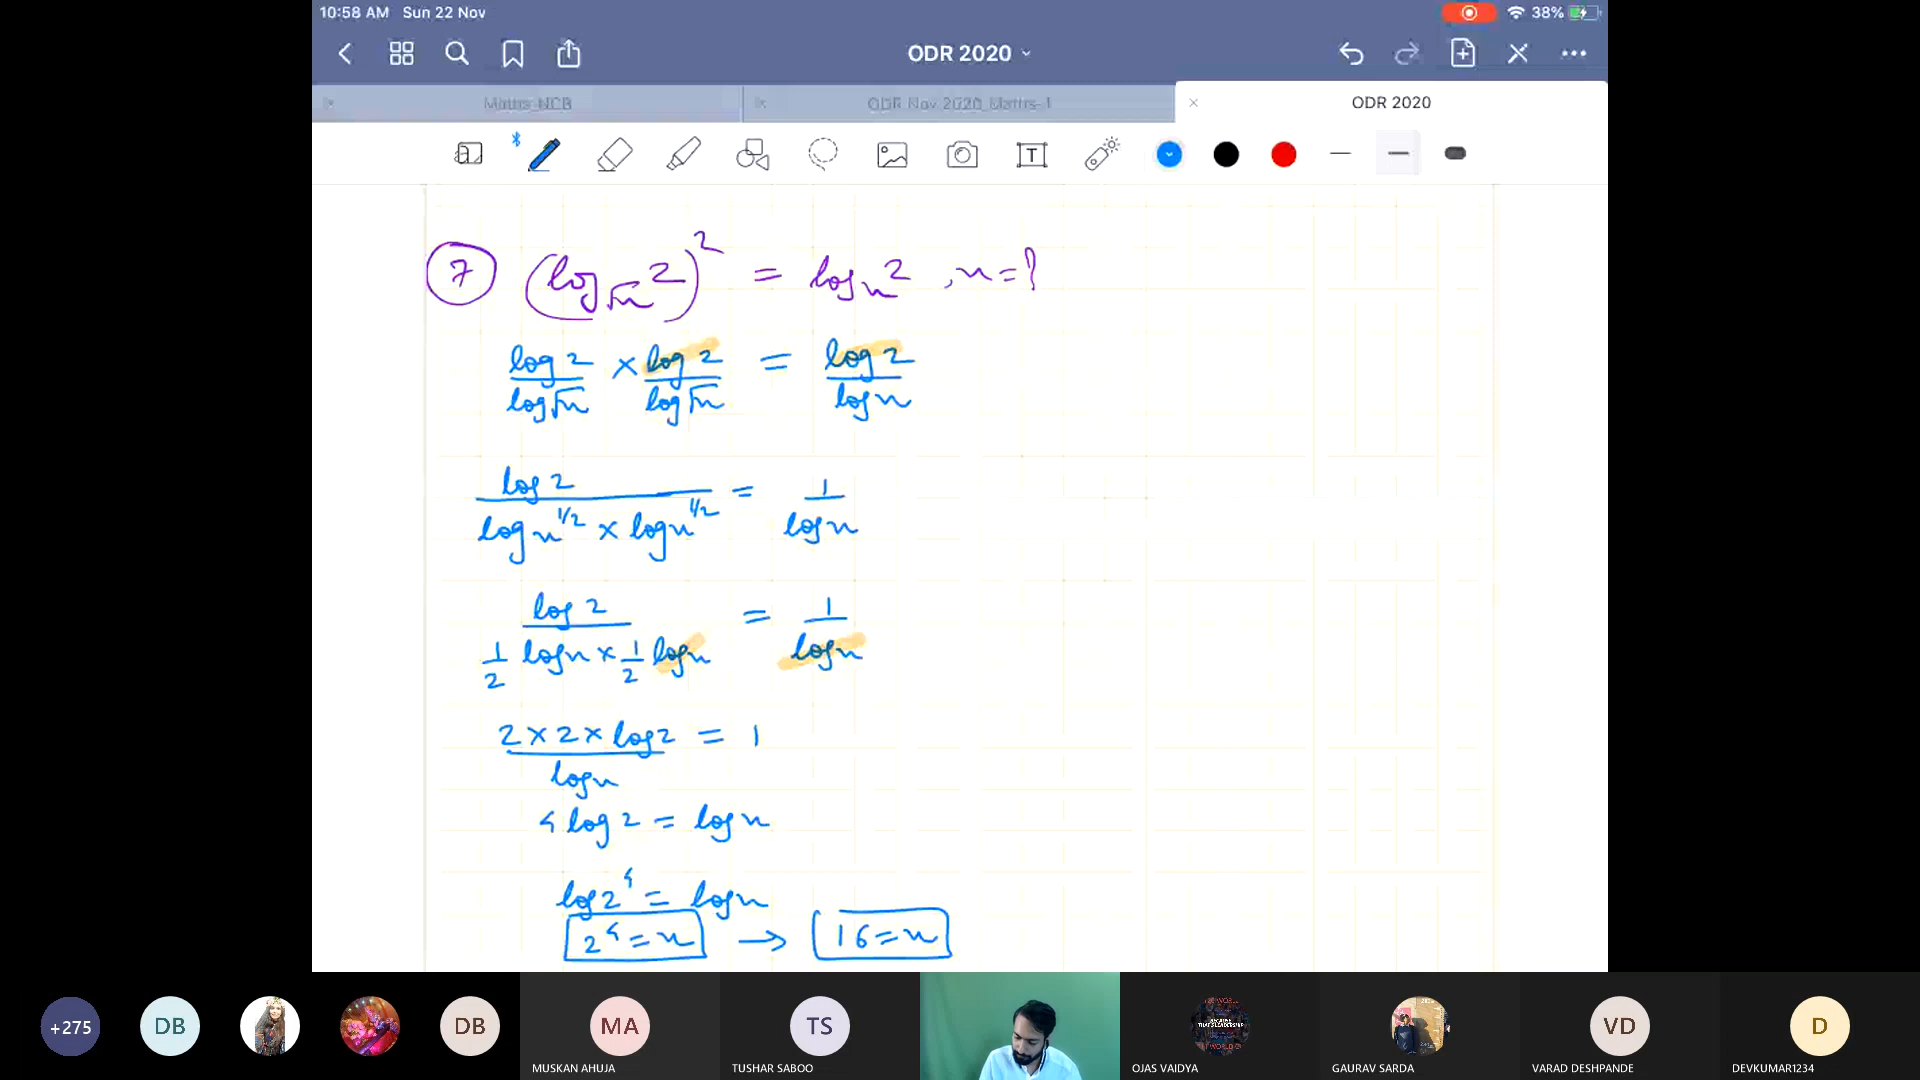 10:58 AM Sun 22 Nov
38%
ODR 2020
Maths_NCB
ODR Nov 2020_Maths-1
ODR 2020
7 (log_√x 2)² = log_x 2 , x = ?
log 2 / log √x × log 2 / log √x = log 2 / log x
log 2 / (log x^1/2 × log x^1/2) = 1 / log x
log 2 / (1/2 log x × 1/2 log x) = 1 / log x
2 × 2 × log 2 / log x = 1
4 log 2 = log x
log 2⁴ = log x
2⁴ = x → 16 = x
+275
DB
DB
MA
TS
VD
D
MUSKAN AHUJA
TUSHAR SABOO
OJAS VAIDYA
GAURAV SARDA
VARAD DESHPANDE
DEVKUMAR1234